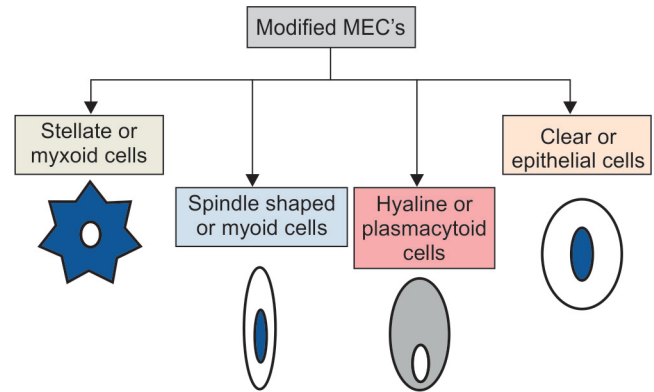 Modified MEC's
Stellate or
myxoid cells
Spindle shaped
or myoid cells
Hyaline or
plasmacytoid
cells
Clear or
epithelial cells